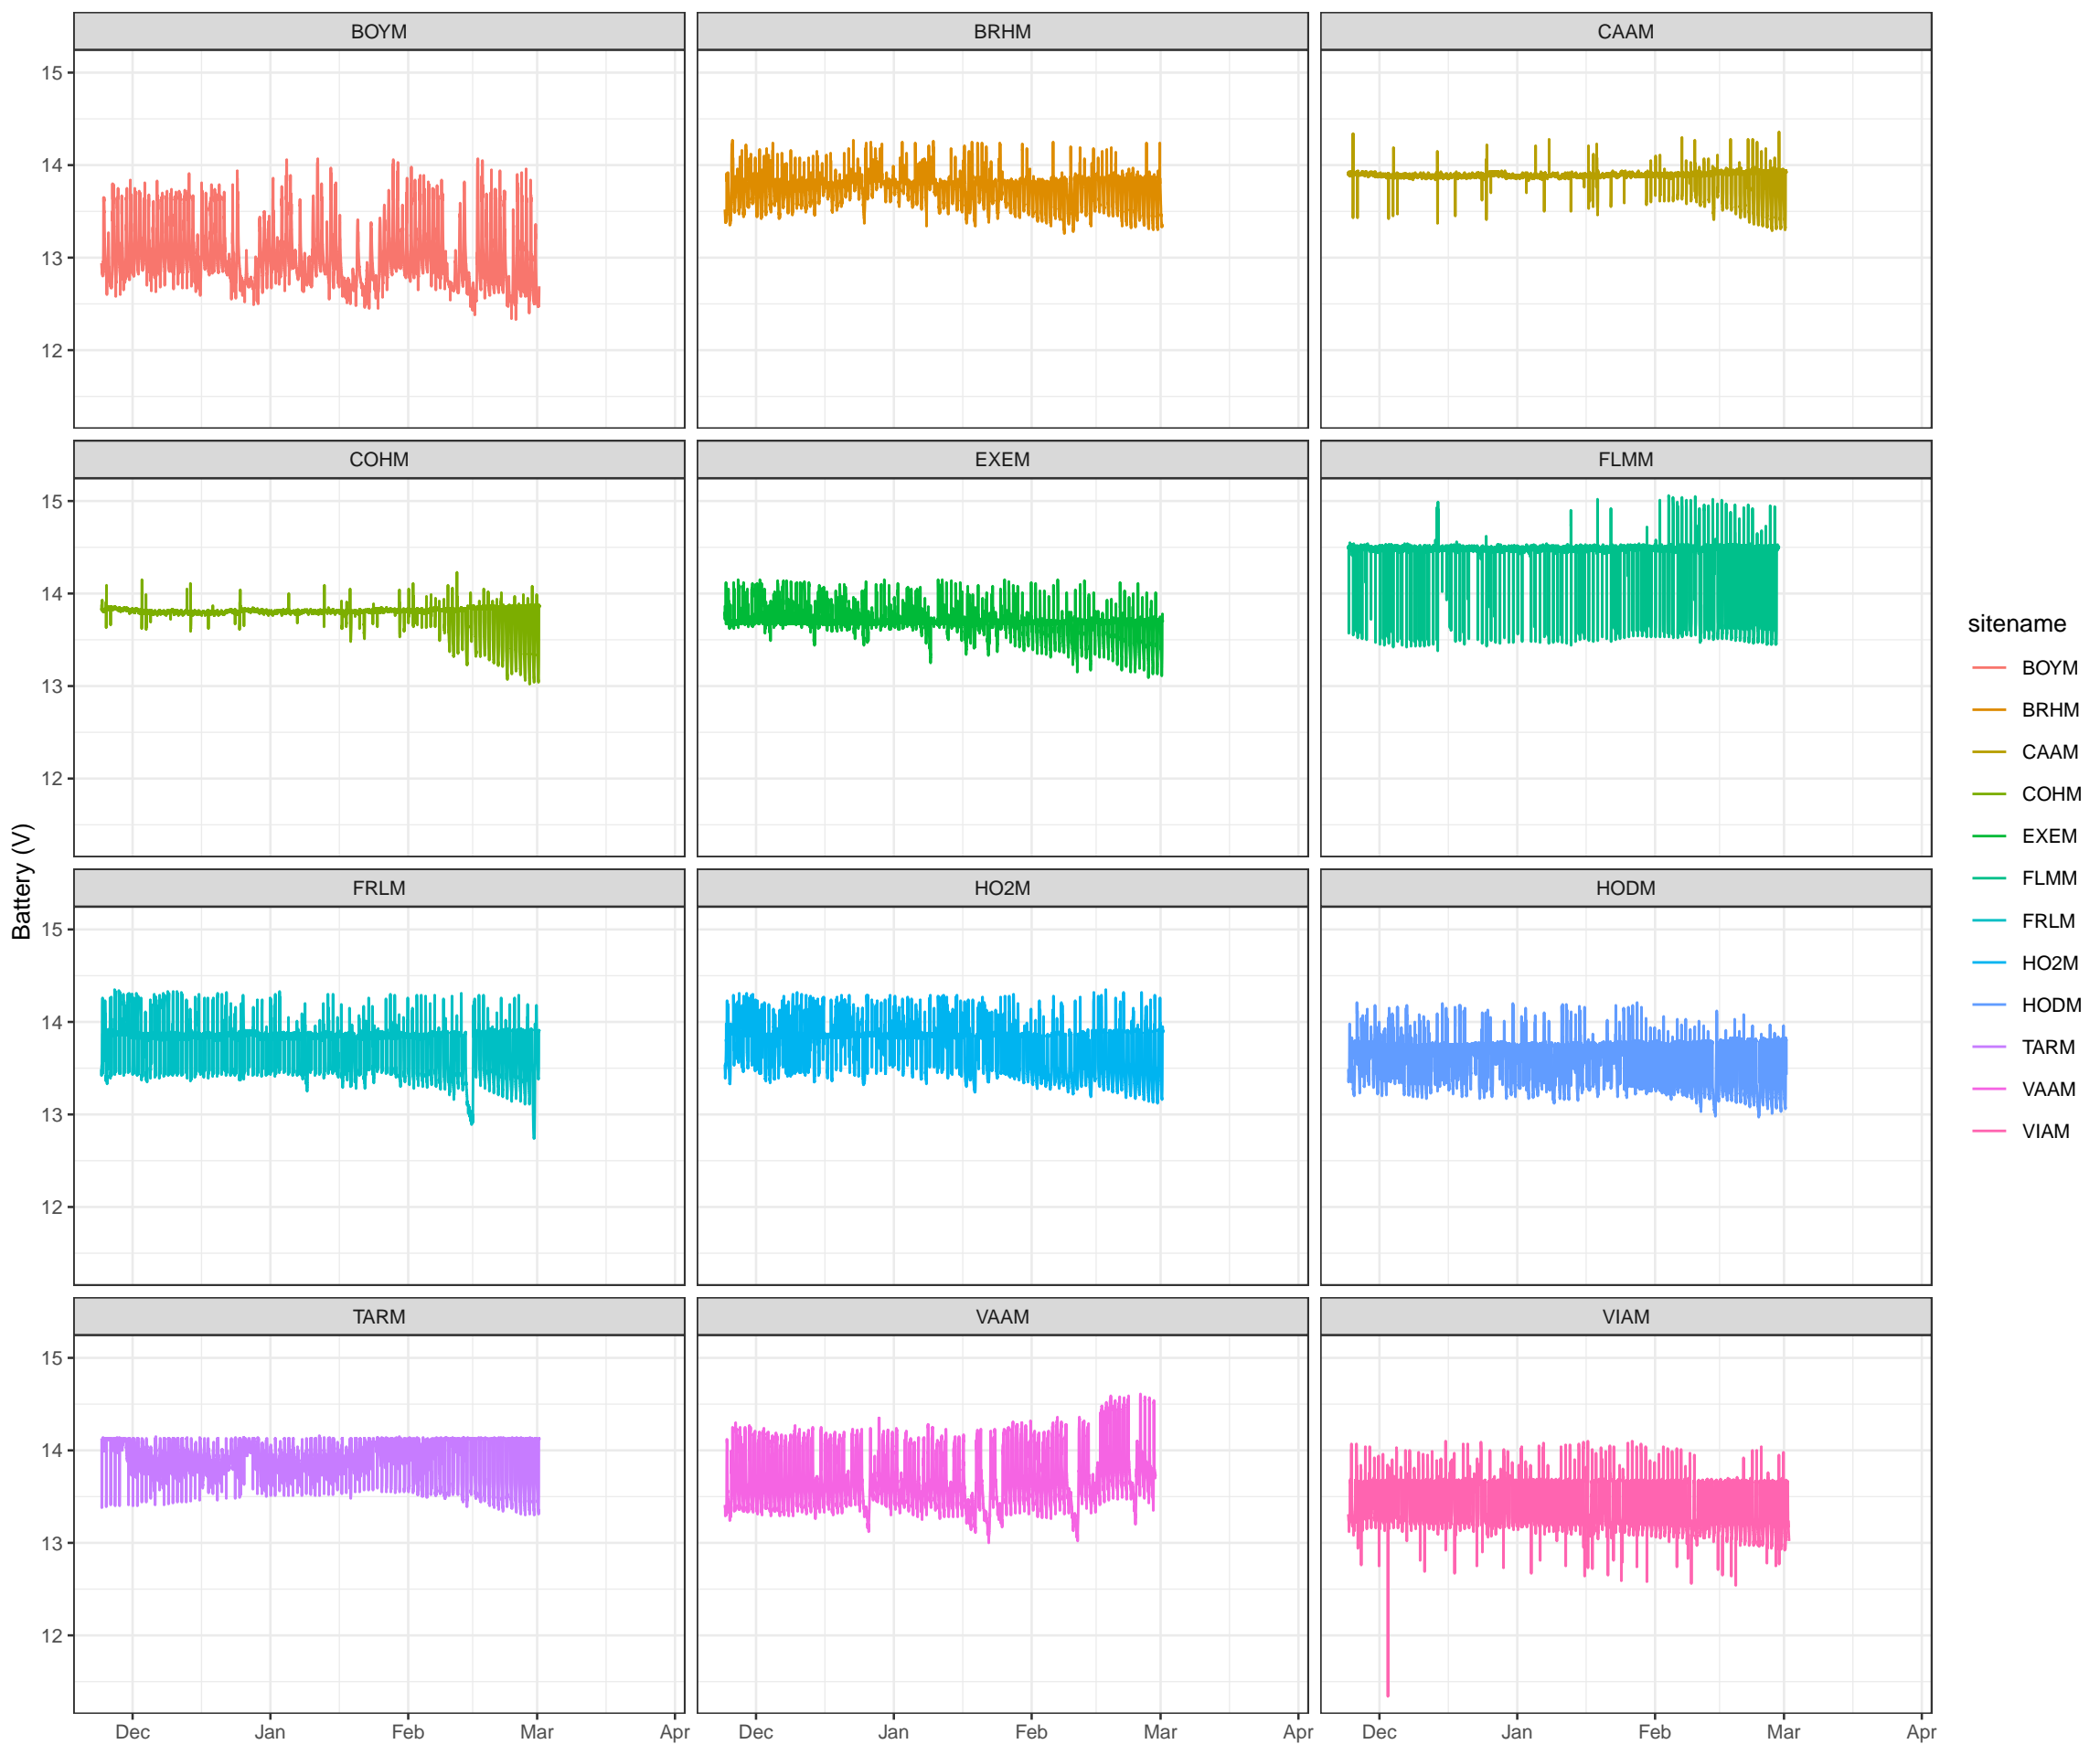 BOYM
BRHM
CAAM
15
14
13
12
COHM
EXEM
FLMM
15
14
13
12
FRLM
HO2M
HODM
15
14
13
12
TARM
VAAM
VIAM
15
14
13
12
Dec Jan Feb Mar Apr
Dec Jan Feb Mar Apr
Dec Jan Feb Mar Apr
Battery (V)
sitename
BOYM
BRHM
CAAM
COHM
EXEM
FLMM
FRLM
HO2M
HODM
TARM
VAAM
VIAM